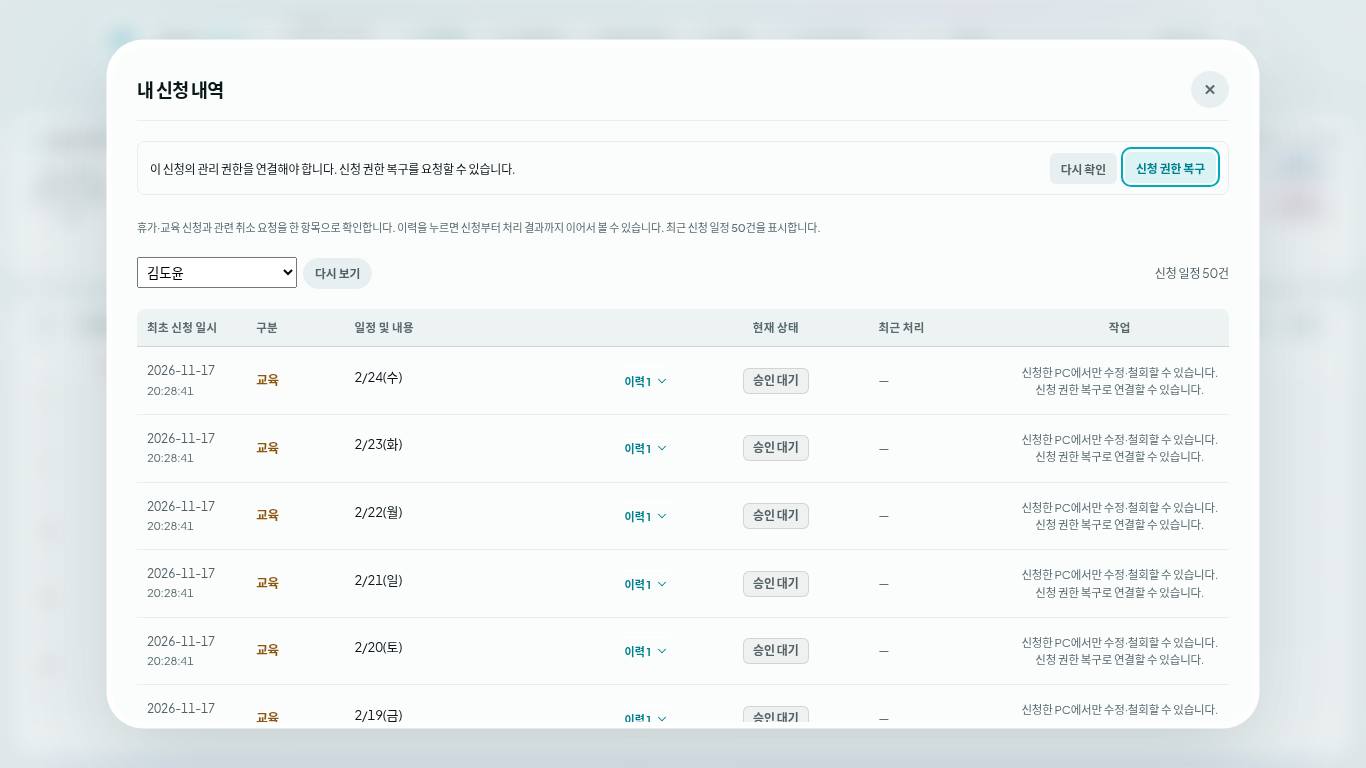 내 신청 내역
×
이 신청의 관리 권한을 연결해야 합니다. 신청 권한 복구를 요청할 수 있습니다.
다시 확인
신청 권한 복구
휴가·교육 신청과 관련 취소 요청을 한 항목으로 확인합니다. 이력을 누르면 신청부터 처리 결과까지 이어서 볼 수 있습니다. 최근 신청 일정 50건을 표시합니다.
김도윤
다시 보기
신청 일정 50건
최초 신청 일시 구분 일정 및 내용 현재 상태 최근 처리 작업
2026-11-17 20:28:41 교육 2/24(수) 이력 1 승인 대기 — 신청한 PC에서만 수정·철회할 수 있습니다.
신청 권한 복구로 연결할 수 있습니다.
2026-11-17 20:28:41 교육 2/23(화) 이력 1 승인 대기 — 신청한 PC에서만 수정·철회할 수 있습니다.
신청 권한 복구로 연결할 수 있습니다.
2026-11-17 20:28:41 교육 2/22(월) 이력 1 승인 대기 — 신청한 PC에서만 수정·철회할 수 있습니다.
신청 권한 복구로 연결할 수 있습니다.
2026-11-17 20:28:41 교육 2/21(일) 이력 1 승인 대기 — 신청한 PC에서만 수정·철회할 수 있습니다.
신청 권한 복구로 연결할 수 있습니다.
2026-11-17 20:28:41 교육 2/20(토) 이력 1 승인 대기 — 신청한 PC에서만 수정·철회할 수 있습니다.
신청 권한 복구로 연결할 수 있습니다.
2026-11-17 교육 2/19(금) 이력 1 승인 대기 — 신청한 PC에서만 수정·철회할 수 있습니다.